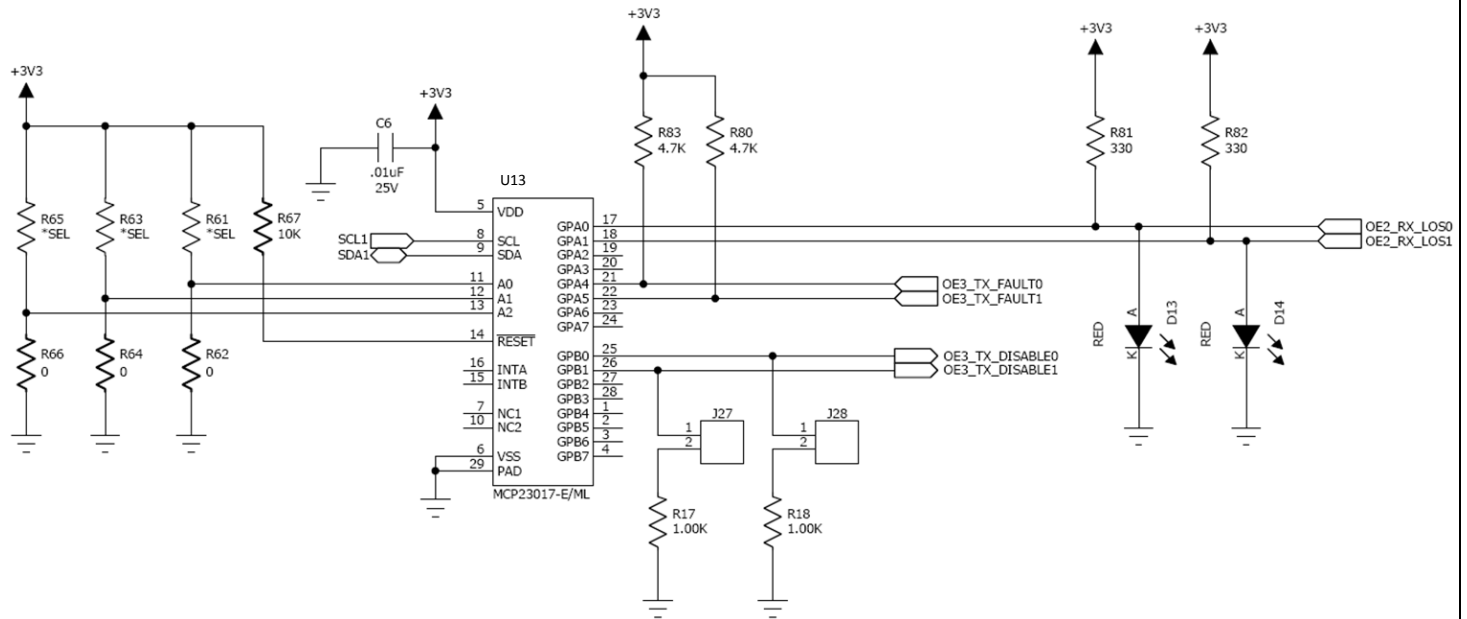 +3V3
+3V3
+3V3
+3V3
+3V3
C6
.01uF
25V
R83
4.7K
R80
4.7K
R81
330
R82
330
U13
R65
*SEL
R63
*SEL
R61
*SEL
R67
10K
SCL1
SDA1
5 VDD
8 SCL
9 SDA
11 A0
12 A1
13 A2
14 RESET
16 INTA
15 INTB
7 NC1
10 NC2
6 VSS
29 PAD
GPA0 17
GPA1 18
GPA2 19
GPA3 20
GPA4 21
GPA5 22
GPA6 23
GPA7 24
GPB0 25
GPB1 26
GPB2 27
GPB3 28
GPB4 1
GPB5 2
GPB6 3
GPB7 4
MCP23017-E/ML
OE2_RX_LOS0
OE2_RX_LOS1
OE3_TX_FAULT0
OE3_TX_FAULT1
OE3_TX_DISABLE0
OE3_TX_DISABLE1
R66
0
R64
0
R62
0
RED
A
K
D13
RED
A
K
D14
J27
1
2
J28
1
2
R17
1.00K
R18
1.00K